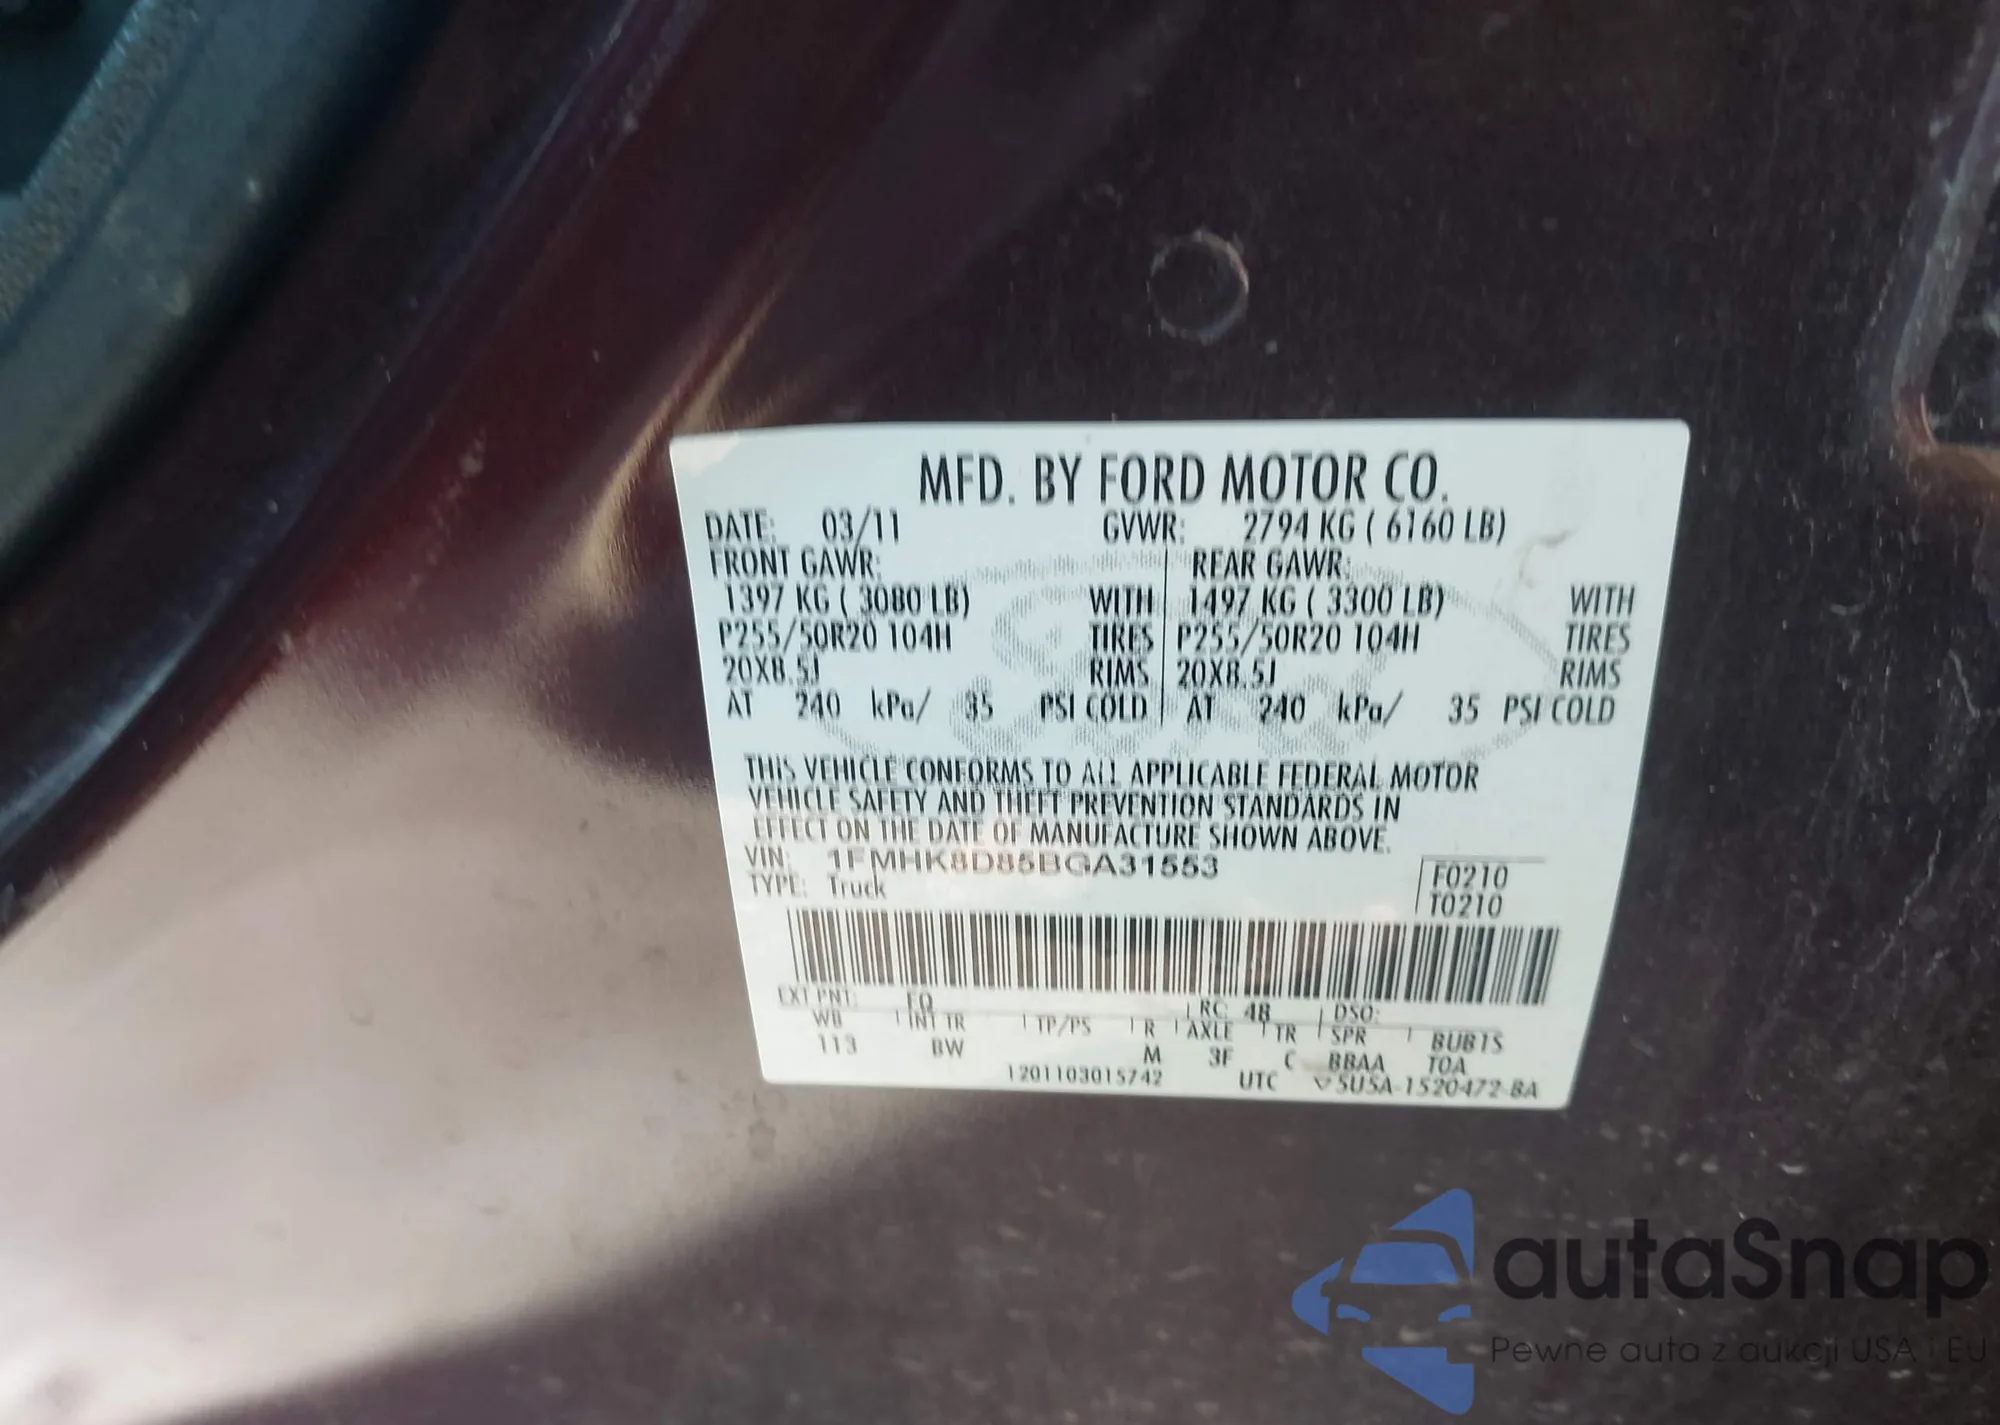 MFD. BY FORD MOTOR CO.
DATE: 03/11 GVWR: 2794 KG ( 6160 LB)
FRONT GAWR: REAR GAWR:
1397 KG ( 3080 LB) WITH 1497 KG ( 3300 LB) WITH
P255/50R20 104H TIRES P255/50R20 104H TIRES
20X8.5J RIMS 20X8.5J RIMS
AT 240 kPa/ 35 PSI COLD AT 240 kPa/ 35 PSI COLD
THIS VEHICLE CONFORMS TO ALL APPLICABLE FEDERAL MOTOR
VEHICLE SAFETY AND THEFT PREVENTION STANDARDS IN
EFFECT ON THE DATE OF MANUFACTURE SHOWN ABOVE.
VIN: 1FMHK8D85BGA31553
TYPE: Truck
F0210
T0210
EXT PNT: FQ RC: 48 DSO:
WB INT TR TP/PS R AXLE TR SPR BUBTS
113 BW M 3F C BBAA TOA
1201103015742 UTC ▽5U5A-1520472-BA
autaSnap
Pewne auta z aukcji USA i EU